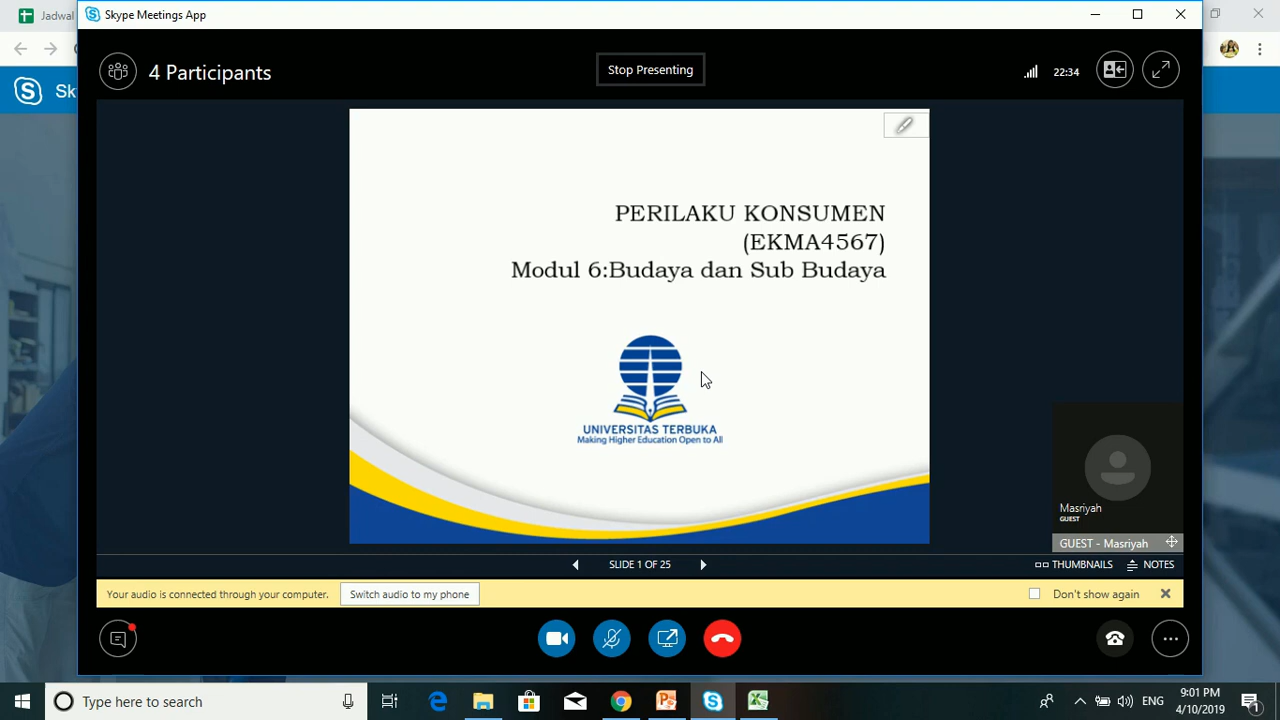 Jadwal
Skype Meetings App
Sk
4 Participants
Stop Presenting
22:34
PERILAKU KONSUMEN
(EKMA4567)
Modul 6:Budaya dan Sub Budaya
UNIVERSITAS TERBUKA
Making Higher Education Open to All
Masriyah
GUEST
GUEST - Masriyah
SLIDE 1 OF 25
THUMBNAILS
NOTES
Your audio is connected through your computer.
Switch audio to my phone
Don't show again
Type here to search
ENG
9:01 PM
4/10/2019
1